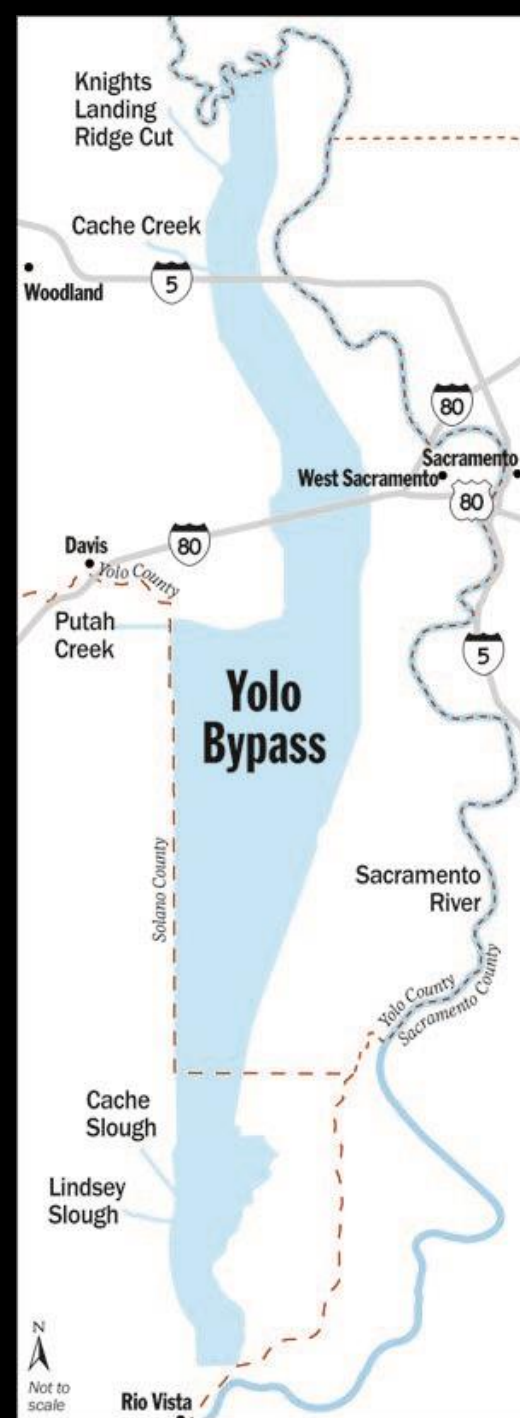 Knights
Landing
Ridge Cut
Cache Creek
5
Woodland
80
Sacramento
West Sacramento
80
80
Davis
Yolo County
Putah
Creek
5
Yolo
Bypass
Solano County
Sacramento
River
Yolo County
Sacramento County
Cache
Slough
Lindsey
Slough
N
Not to
scale
Rio Vista